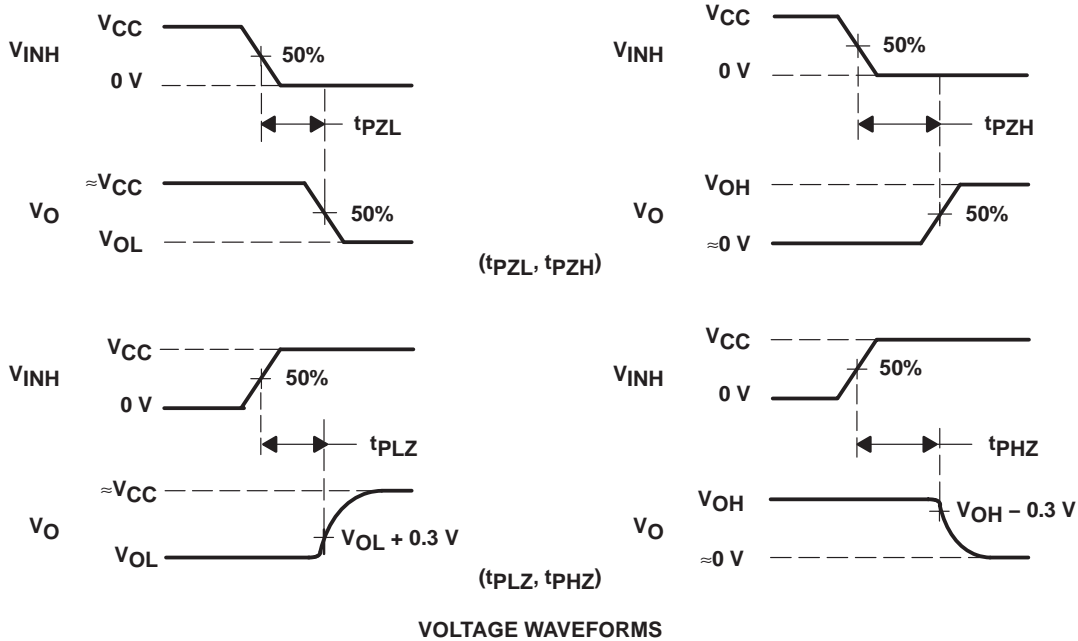 VCC
VINH
50%
0 V
tPZL
≈VCC
VO
50%
VOL
VCC
VINH
50%
0 V
tPZH
VOH
VO
50%
≈0 V
(tPZL, tPZH)
VCC
VINH
50%
0 V
tPLZ
≈VCC
VO
VOL + 0.3 V
VOL
VCC
VINH
50%
0 V
tPHZ
VOH
VOH – 0.3 V
VO
≈0 V
(tPLZ, tPHZ)
VOLTAGE WAVEFORMS